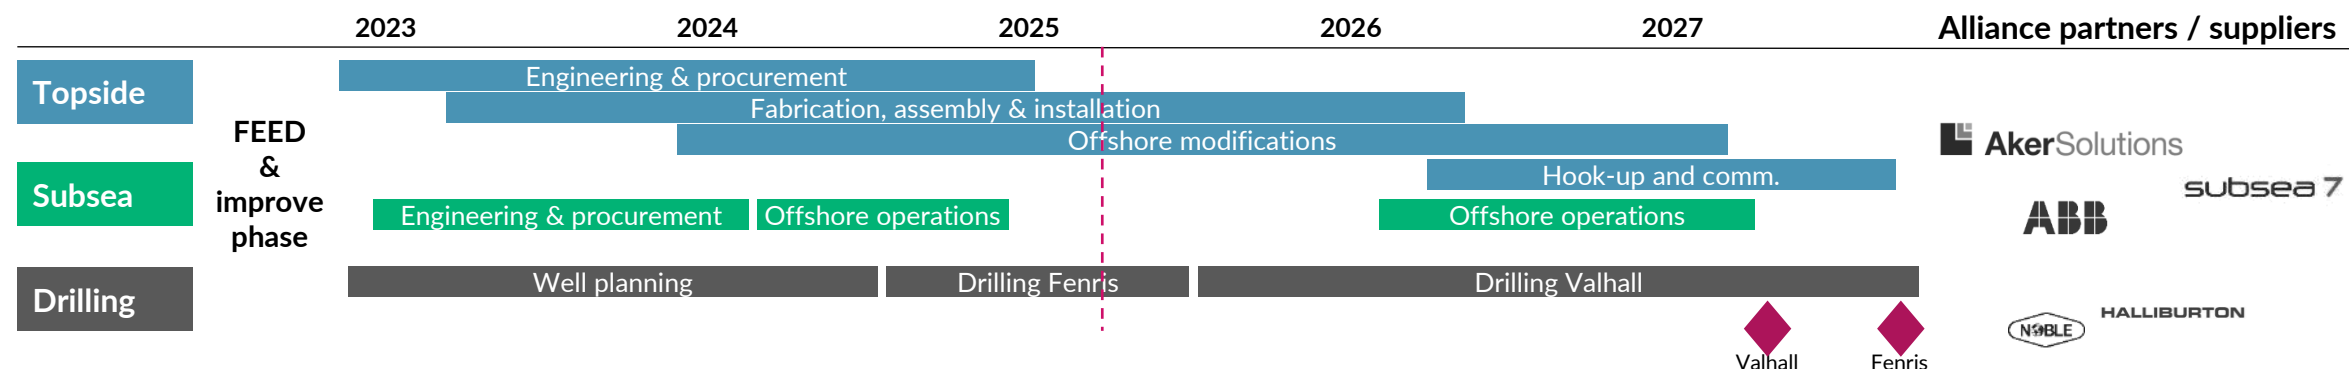 2023 2024 2025 2026 2027 Alliance partners / suppliers
Topside
Engineering & procurement
Fabrication, assembly & installation
Offshore modifications
Hook-up and comm.
FEED
&
improve
phase
Subsea
Engineering & procurement Offshore operations Offshore operations
Drilling
Well planning Drilling Fenris Drilling Valhall
Valhall Fenris
AkerSolutions
subsea 7
ABB
HALLIBURTON
NOBLE